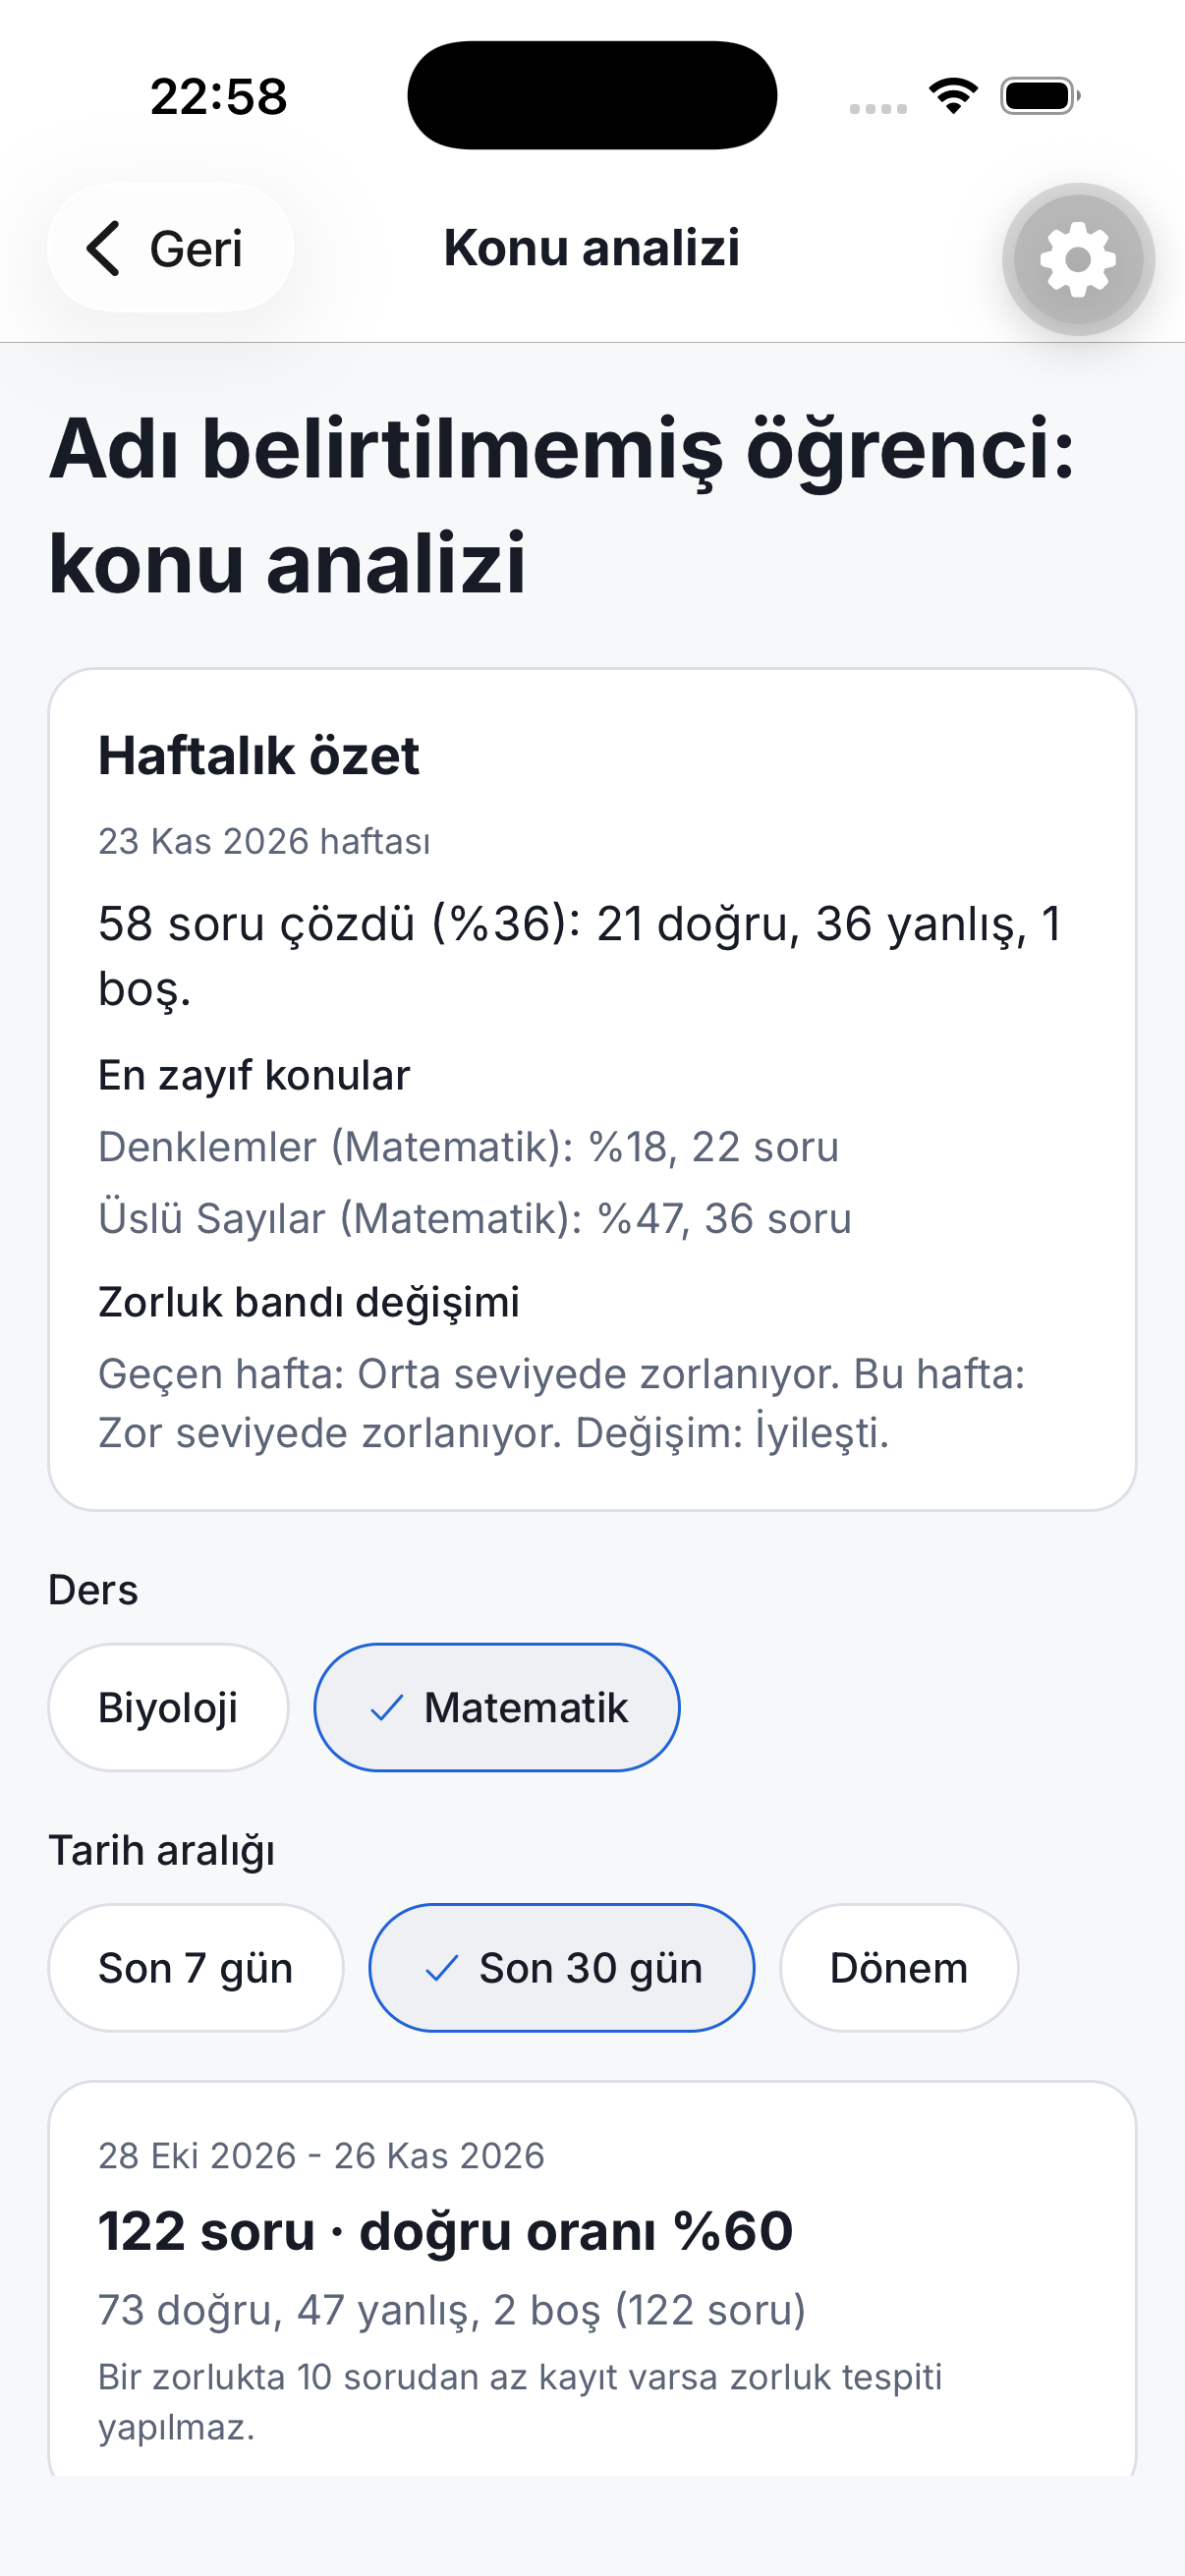 22:58
Geri
Konu analizi
Adı belirtilmemiş öğrenci:
konu analizi
Haftalık özet
23 Kas 2026 haftası
58 soru çözdü (%36): 21 doğru, 36 yanlış, 1
boş.
En zayıf konular
Denklemler (Matematik): %18, 22 soru
Üslü Sayılar (Matematik): %47, 36 soru
Zorluk bandı değişimi
Geçen hafta: Orta seviyede zorlanıyor. Bu hafta:
Zor seviyede zorlanıyor. Değişim: İyileşti.
Ders
Biyoloji
Matematik
Tarih aralığı
Son 7 gün
Son 30 gün
Dönem
28 Eki 2026 - 26 Kas 2026
122 soru · doğru oranı %60
73 doğru, 47 yanlış, 2 boş (122 soru)
Bir zorlukta 10 sorudan az kayıt varsa zorluk tespiti
yapılmaz.